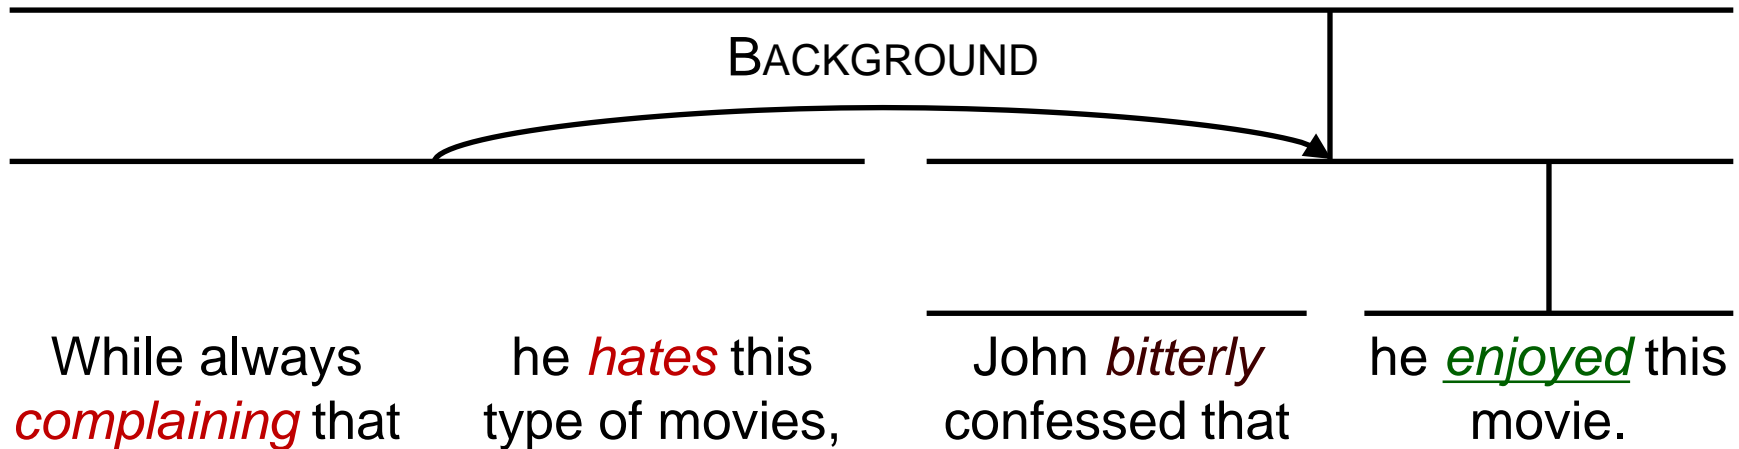 BACKGROUND
While always
complaining that
he hates this
type of movies,
John bitterly
confessed that
he enjoyed this
movie.